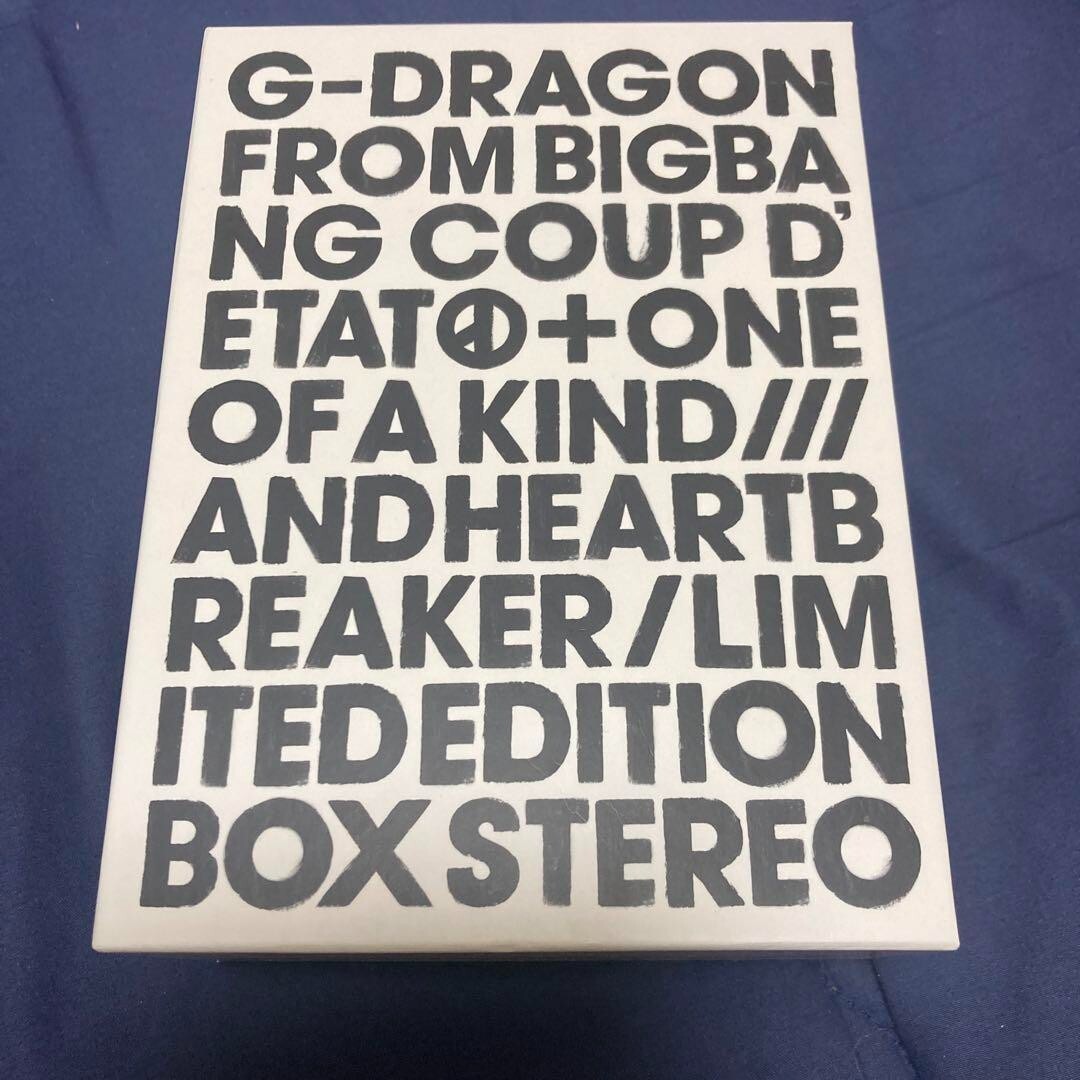 G-DRAGON
FROM BIGBA
NG COUP D'
ETAT+ONE
OF A KIND///
AND HEARTB
REAKER/LIM
ITED EDITION
BOX STEREO